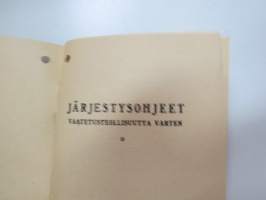 JÄRJESTYSOHJEET
VAATETUSTEOLLISUUTTA VARTEN